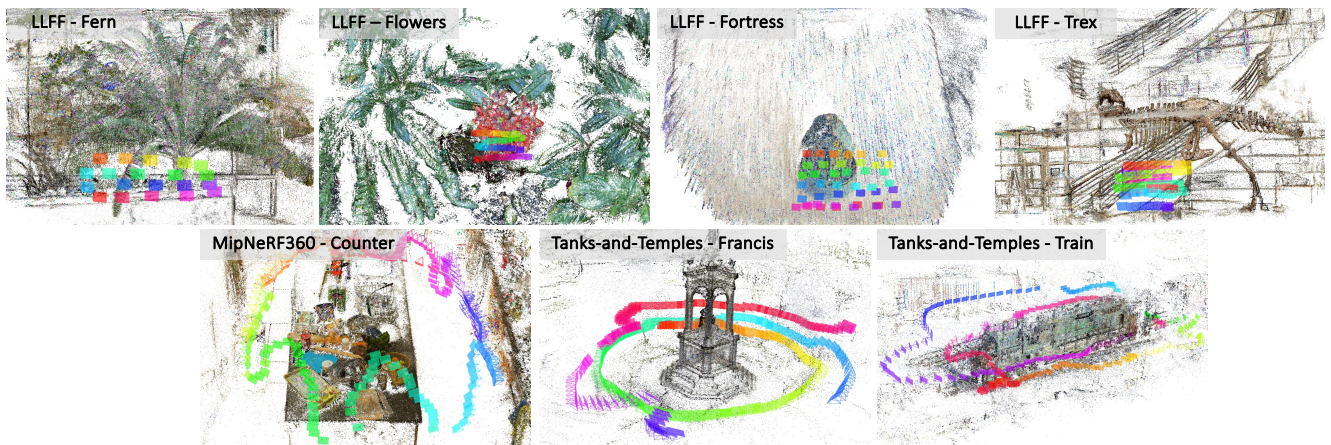 LLFF - Fern
LLFF – Flowers
LLFF - Fortress
LLFF - Trex
MipNeRF360 - Counter
Tanks-and-Temples - Francis
Tanks-and-Temples - Train